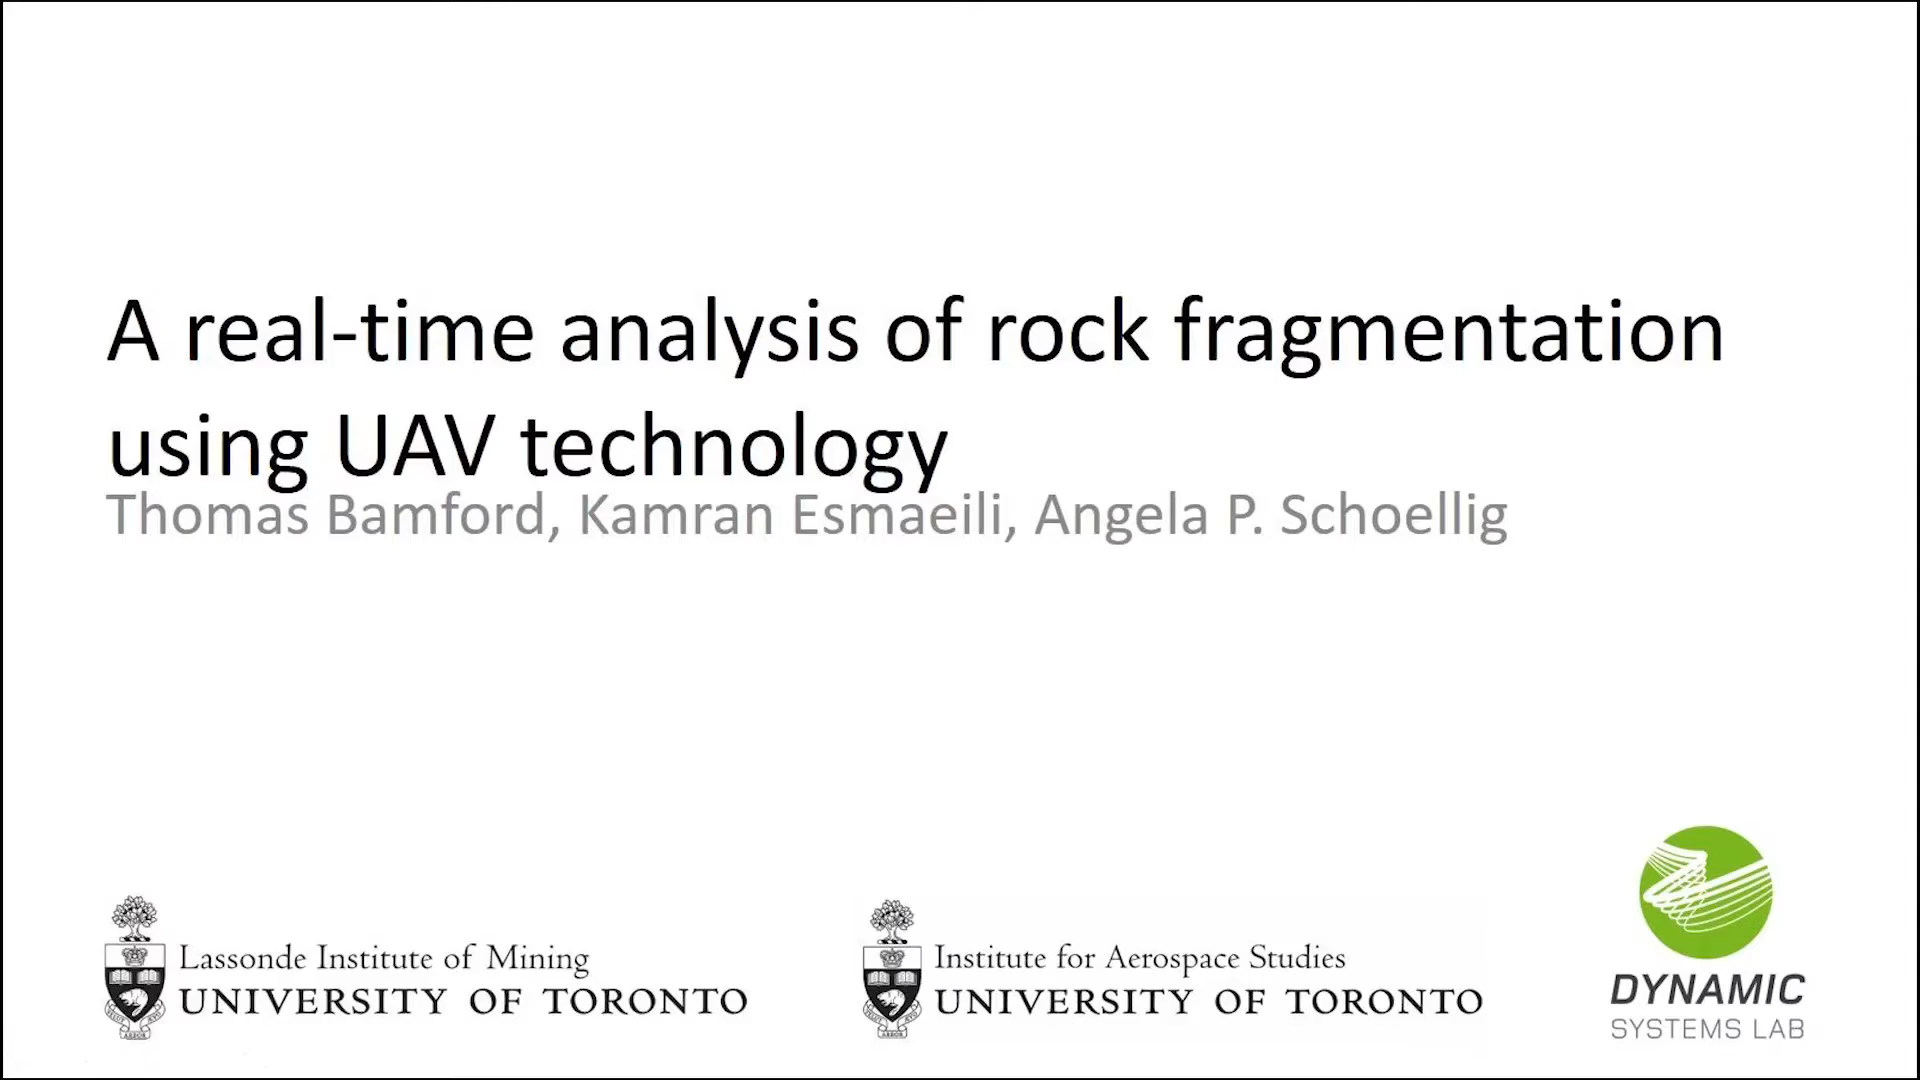 A real-time analysis of rock fragmentation
using UAV technology
Thomas Bamford, Kamran Esmaeili, Angela P. Schoellig
Lassonde Institute of Mining
UNIVERSITY OF TORONTO
Institute for Aerospace Studies
UNIVERSITY OF TORONTO
DYNAMIC
SYSTEMS LAB